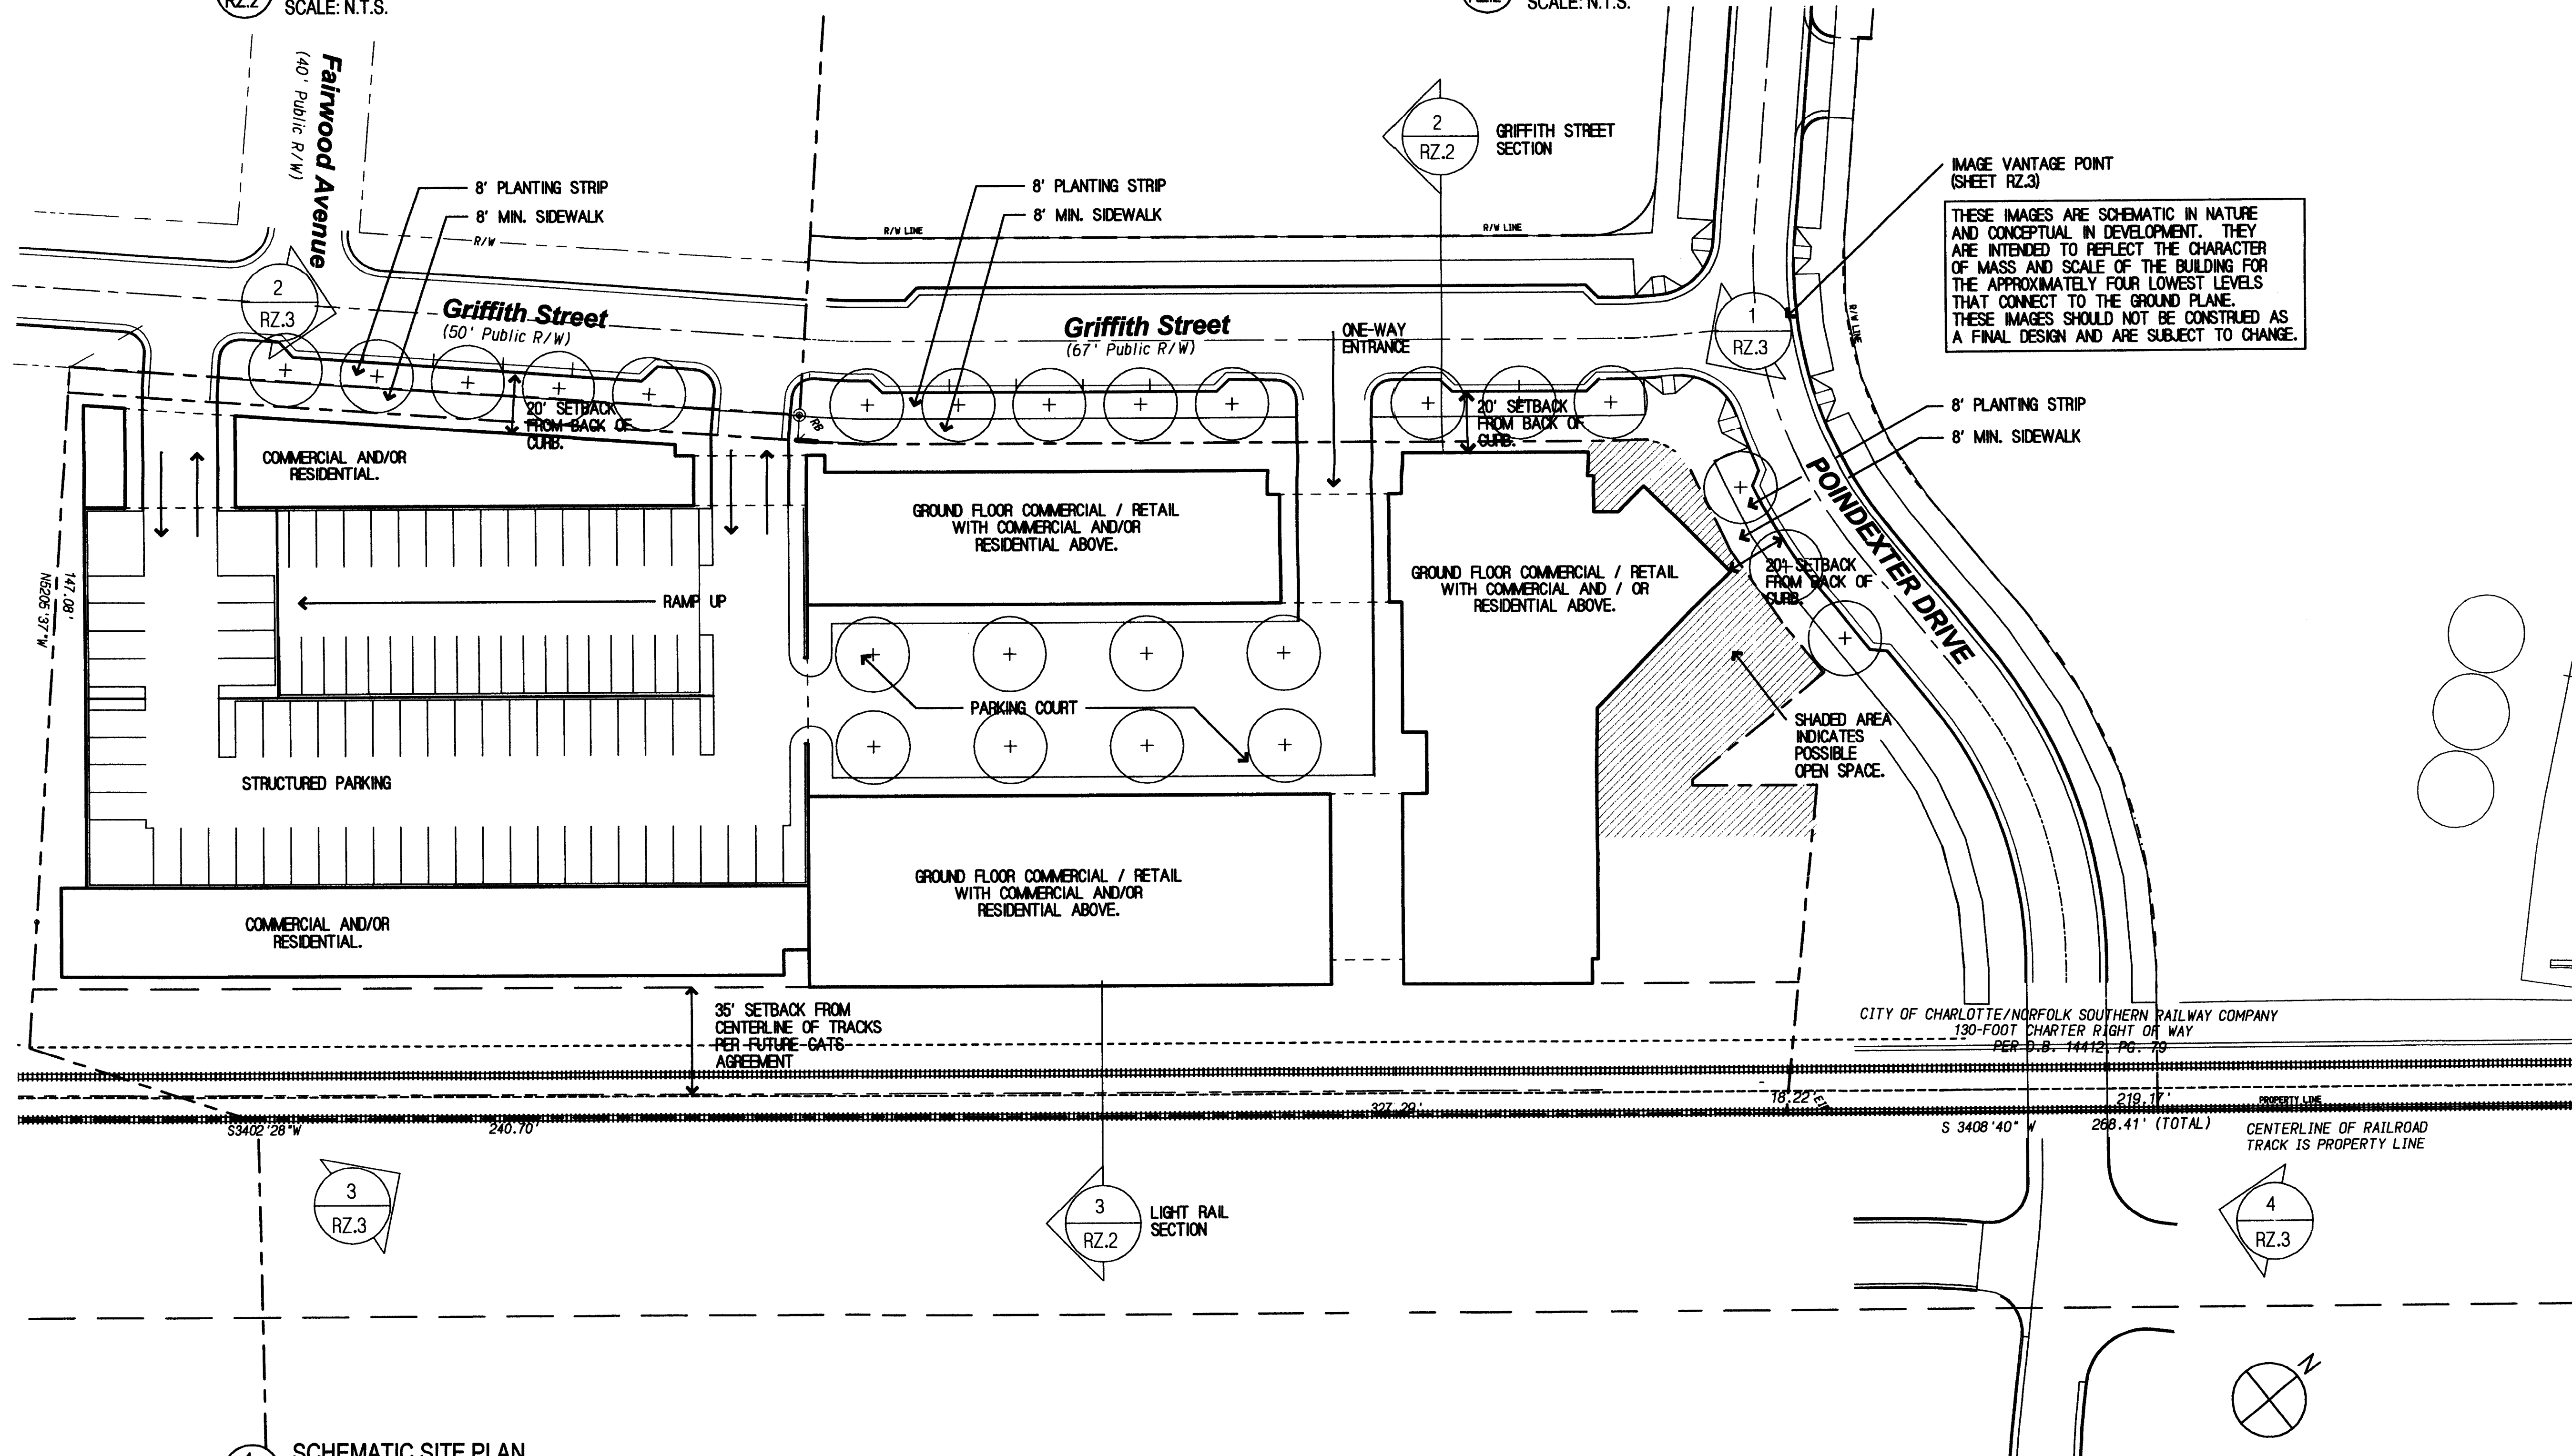 RZ.2
SCALE: N.T.S.
SCALE: N.T.S.
Fairwood Avenue
(40' Public R/W)
2
RZ.2
GRIFFITH STREET
SECTION
8' PLANTING STRIP
8' MIN. SIDEWALK
8' PLANTING STRIP
8' MIN. SIDEWALK
IMAGE VANTAGE POINT
(SHEET RZ.3)
THESE IMAGES ARE SCHEMATIC IN NATURE
AND CONCEPTUAL IN DEVELOPMENT. THEY
ARE INTENDED TO REFLECT THE CHARACTER
OF MASS AND SCALE OF THE BUILDING FOR
THE APPROXIMATELY FOUR LOWEST LEVELS
THAT CONNECT TO THE GROUND PLANE.
THESE IMAGES SHOULD NOT BE CONSTRUED AS
A FINAL DESIGN AND ARE SUBJECT TO CHANGE.
R/W
R/W LINE
R/W LINE
R/W LINE
2
RZ.3
Griffith Street
(50' Public R/W)
Griffith Street
(67' Public R/W)
ONE-WAY
ENTRANCE
1
RZ.3
20' SETBACK
FROM BACK OF
CURB.
RB
20' SETBACK
FROM BACK OF
CURB.
8' PLANTING STRIP
8' MIN. SIDEWALK
COMMERCIAL AND/OR
RESIDENTIAL.
GROUND FLOOR COMMERCIAL / RETAIL
WITH COMMERCIAL AND/OR
RESIDENTIAL ABOVE.
GROUND FLOOR COMMERCIAL / RETAIL
WITH COMMERCIAL AND / OR
RESIDENTIAL ABOVE.
20' SETBACK
FROM BACK OF
CURB.
POINDEXTER DRIVE
147.08'
N5206'37"W
RAMP UP
PARKING COURT
SHADED AREA
INDICATES
POSSIBLE
OPEN SPACE.
STRUCTURED PARKING
COMMERCIAL AND/OR
RESIDENTIAL.
GROUND FLOOR COMMERCIAL / RETAIL
WITH COMMERCIAL AND/OR
RESIDENTIAL ABOVE.
35' SETBACK FROM
CENTERLINE OF TRACKS
PER FUTURE CATS
AGREEMENT
CITY OF CHARLOTTE/NORFOLK SOUTHERN RAILWAY COMPANY
130-FOOT CHARTER RIGHT OF WAY
PER D.B. 14412, PG. 79
S3402'28"W
240.70'
327.29'
18.22'
219.17'
PROPERTY LINE
S 3408'40" W
268.41' (TOTAL)
CENTERLINE OF RAILROAD
TRACK IS PROPERTY LINE
3
RZ.3
3
RZ.2
LIGHT RAIL
SECTION
4
RZ.3
N
SCHEMATIC SITE PLAN